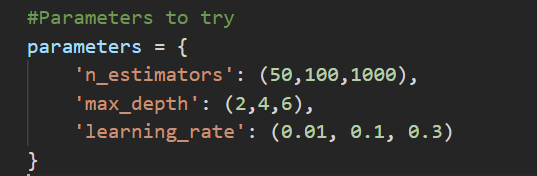 #Parameters to try
parameters = {
    'n_estimators': (50,100,1000),
    'max_depth': (2,4,6),
    'learning_rate': (0.01, 0.1, 0.3)
}